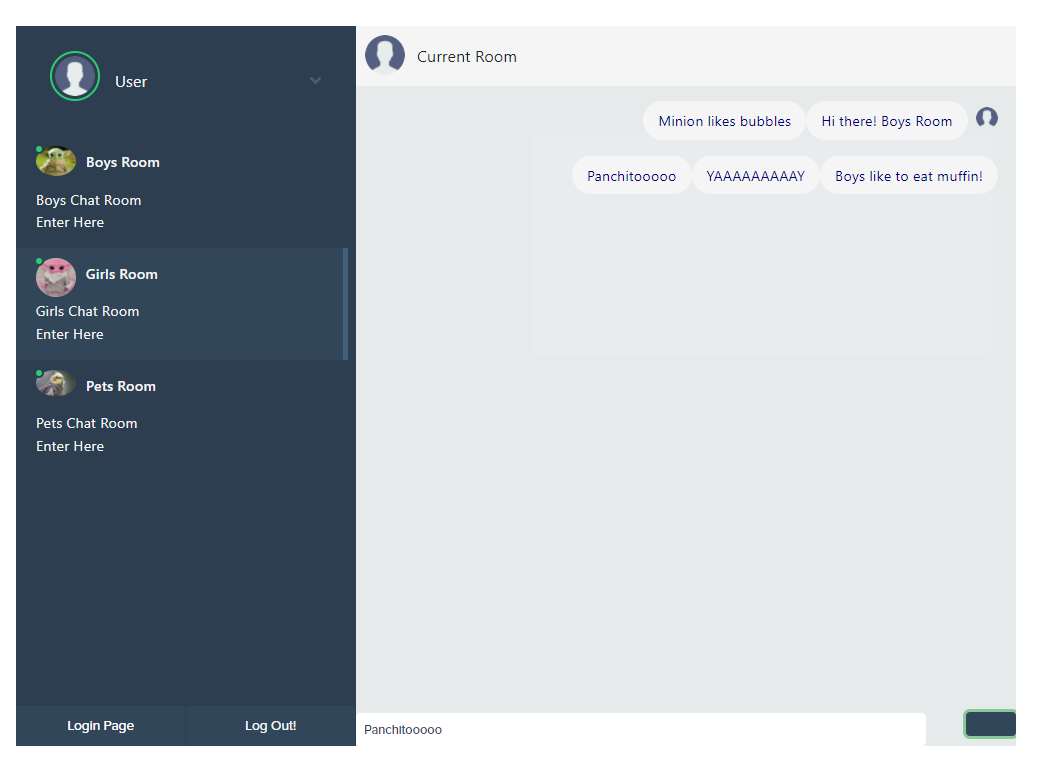 User
Boys Room
Boys Chat Room
Enter Here
Girls Room
Girls Chat Room
Enter Here
Pets Room
Pets Chat Room
Enter Here
Login Page
Log Out!
Current Room
Minion likes bubbles
Hi there! Boys Room
Panchitooooo
YAAAAAAAAAY
Boys like to eat muffin!
Panchitooooo